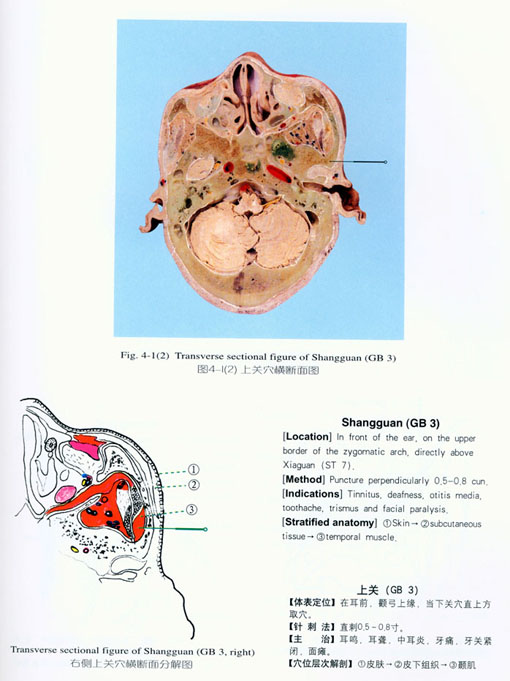 Fig. 4-1(2) Transverse sectional figure of Shangguan (GB 3)
图4-1(2) 上关穴横断面图
①
②
③
Transverse sectional figure of Shangguan (GB 3, right)
右侧上关穴横断面分解图
Shangguan (GB 3)
[Location] In front of the ear, on the upper
border of the zygomatic arch, directly above
Xiaguan (ST 7).
[Method] Puncture perpendicularly 0.5-0.8 cun.
[Indications] Tinnitus, deafness, otitis media,
toothache, trismus and facial paralysis.
[Stratified anatomy] ①Skin→②subcutaneous
tissue→③temporal muscle.
上关 (GB 3)
【体表定位】在耳前，颧弓上缘，当下关穴直上方
取穴。
【针 刺 法】直刺0.5-0.8寸。
【主 治】耳鸣、耳聋、中耳炎、牙痛、牙关紧
闭、面瘫。
【穴位层次解剖】①皮肤→②皮下组织→③颞肌